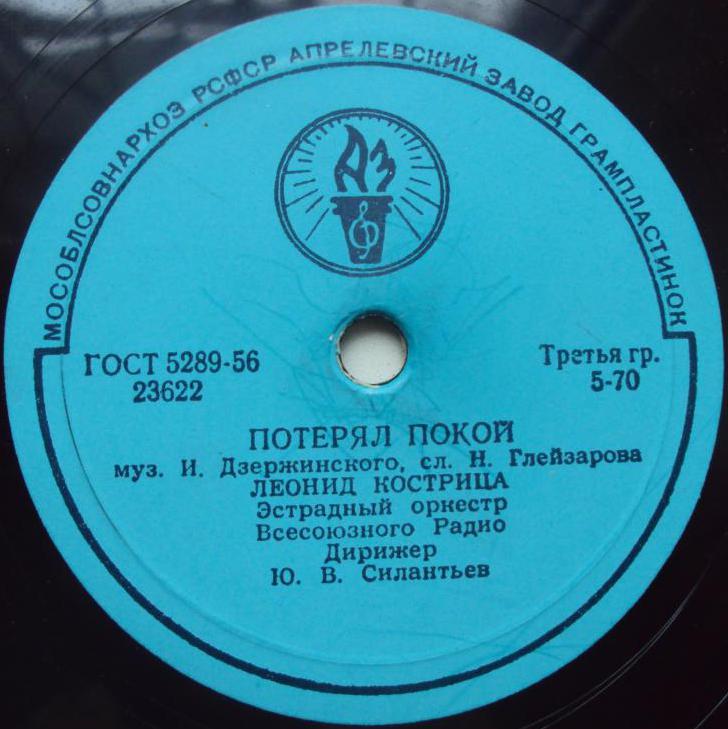 МОСОБЛСОВНАРХОЗ РСФСР АПРЕЛЕВСКИЙ ЗАВОД ГРАМПЛАСТИНОК
АЗ
ГОСТ 5289-56
23622
Третья гр.
5-70
ПОТЕРЯЛ ПОКОЙ
муз. И. Дзержинского, сл. Н. Глейзарова
ЛЕОНИД КОСТРИЦА
Эстрадный оркестр
Всесоюзного Радио
Дирижер
Ю. В. Силантьев